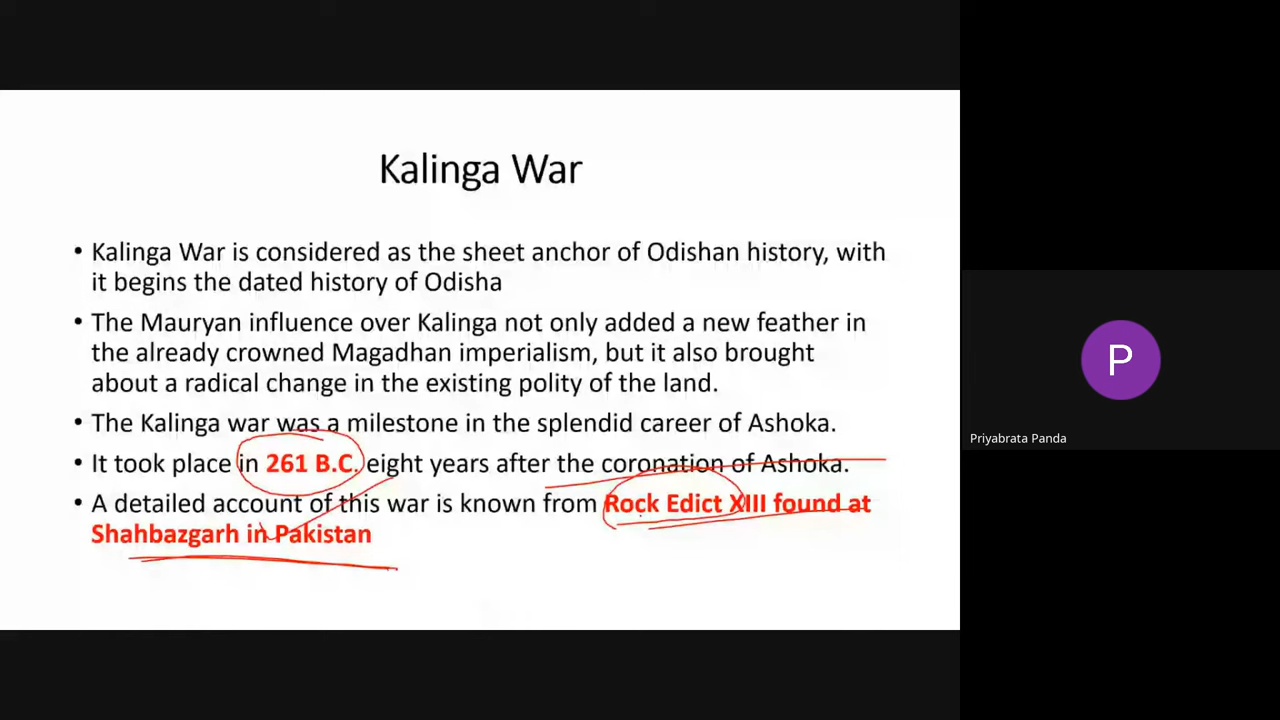 Kalinga War
• Kalinga War is considered as the sheet anchor of Odishan history, with
it begins the dated history of Odisha
• The Mauryan influence over Kalinga not only added a new feather in
the already crowned Magadhan imperialism, but it also brought
about a radical change in the existing polity of the land.
• The Kalinga war was a milestone in the splendid career of Ashoka.
• It took place in 261 B.C. eight years after the coronation of Ashoka.
• A detailed account of this war is known from Rock Edict XIII found at
Shahbazgarh in Pakistan
P
Priyabrata Panda